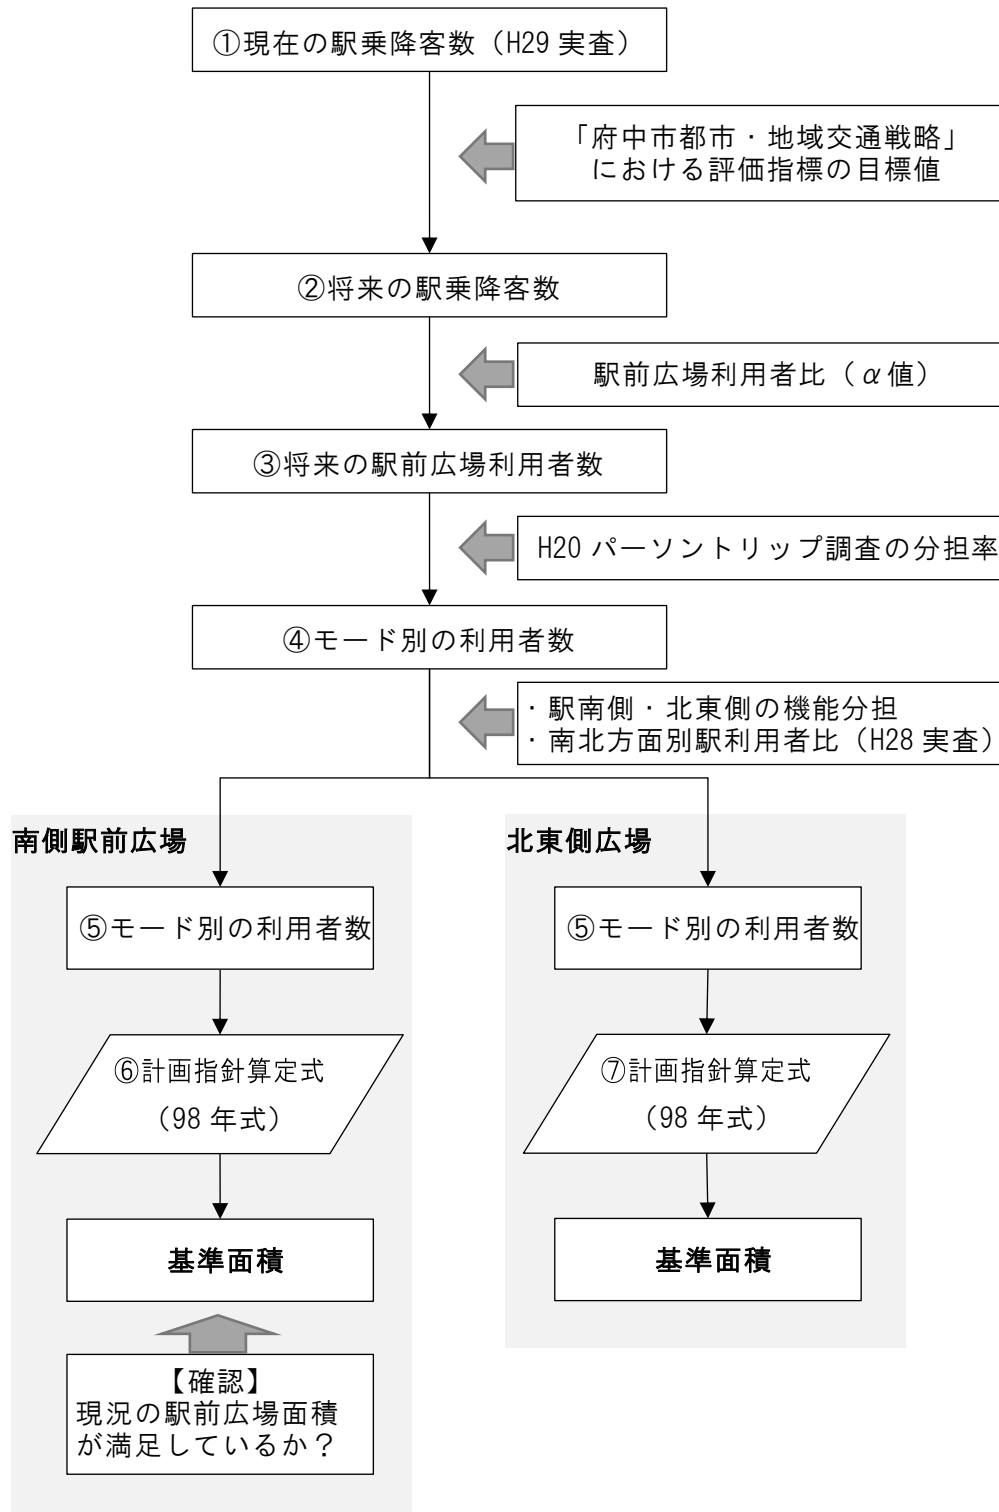 ①現在の駅乗降客数（H29 実査）
「府中市都市・地域交通戦略」
における評価指標の目標値
②将来の駅乗降客数
駅前広場利用者比（α値）
③将来の駅前広場利用者数
H20 パーソントリップ調査の分担率
④モード別の利用者数
・駅南側・北東側の機能分担
・南北方面別駅利用者比（H28 実査）
南側駅前広場
⑤モード別の利用者数
⑥計画指針算定式
（98 年式）
基準面積
【確認】
現況の駅前広場面積
が満足しているか？
北東側広場
⑤モード別の利用者数
⑦計画指針算定式
（98 年式）
基準面積